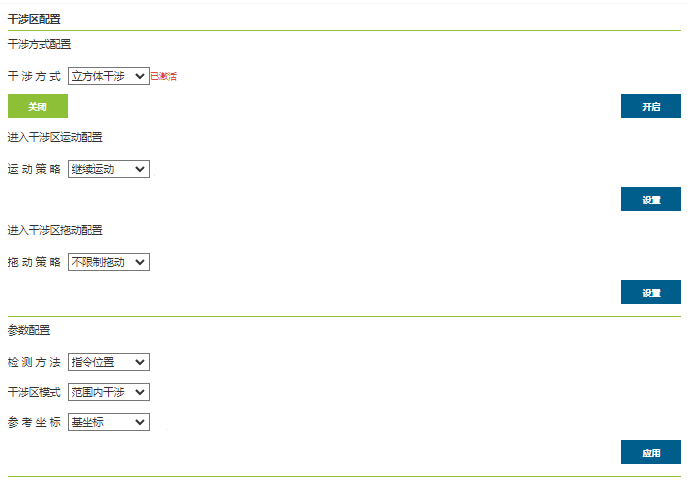 干涉区配置
干涉方式配置
干涉方式 立方体干涉 已激活
关闭 开启
进入干涉区运动配置
运动策略 继续运动
设置
进入干涉区拖动配置
拖动策略 不限制拖动
设置
参数配置
检测方法 指令位置
干涉区模式 范围内干涉
参考坐标 基坐标
应用